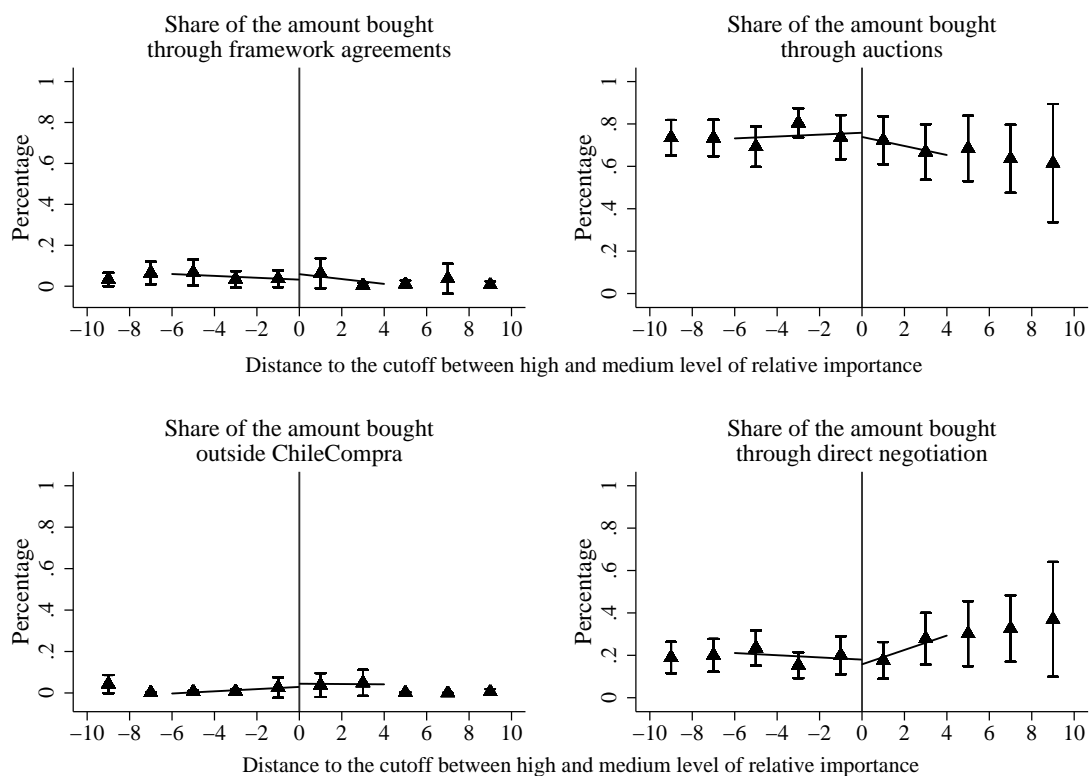 Share of the amount bought
through framework agreements
Percentage
1
.8
.6
.4
.2
0
−10 −8 −6 −4 −2 0 2 4 6 8 10
Share of the amount bought
through auctions
Percentage
1
.8
.6
.4
.2
0
−10 −8 −6 −4 −2 0 2 4 6 8 10
Distance to the cutoff between high and medium level of relative importance
Share of the amount bought
outside ChileCompra
Percentage
1
.8
.6
.4
.2
0
−10 −8 −6 −4 −2 0 2 4 6 8 10
Share of the amount bought
through direct negotiation
Percentage
1
.8
.6
.4
.2
0
−10 −8 −6 −4 −2 0 2 4 6 8 10
Distance to the cutoff between high and medium level of relative importance